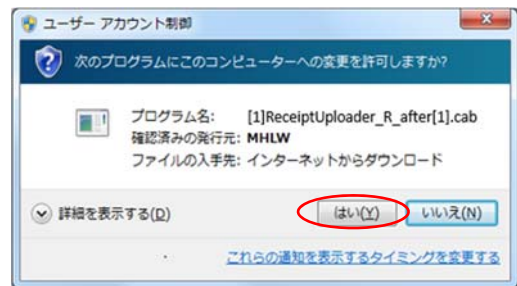 ユーザー アカウント制御
次のプログラムにこのコンピューターへの変更を許可しますか?
プログラム名: [1]ReceiptUploader_R_after[1].cab
確認済みの発行元: MHLW
ファイルの入手先: インターネットからダウンロード
詳細を表示する(D) はい(Y) いいえ(N)
これらの通知を表示するタイミングを変更する